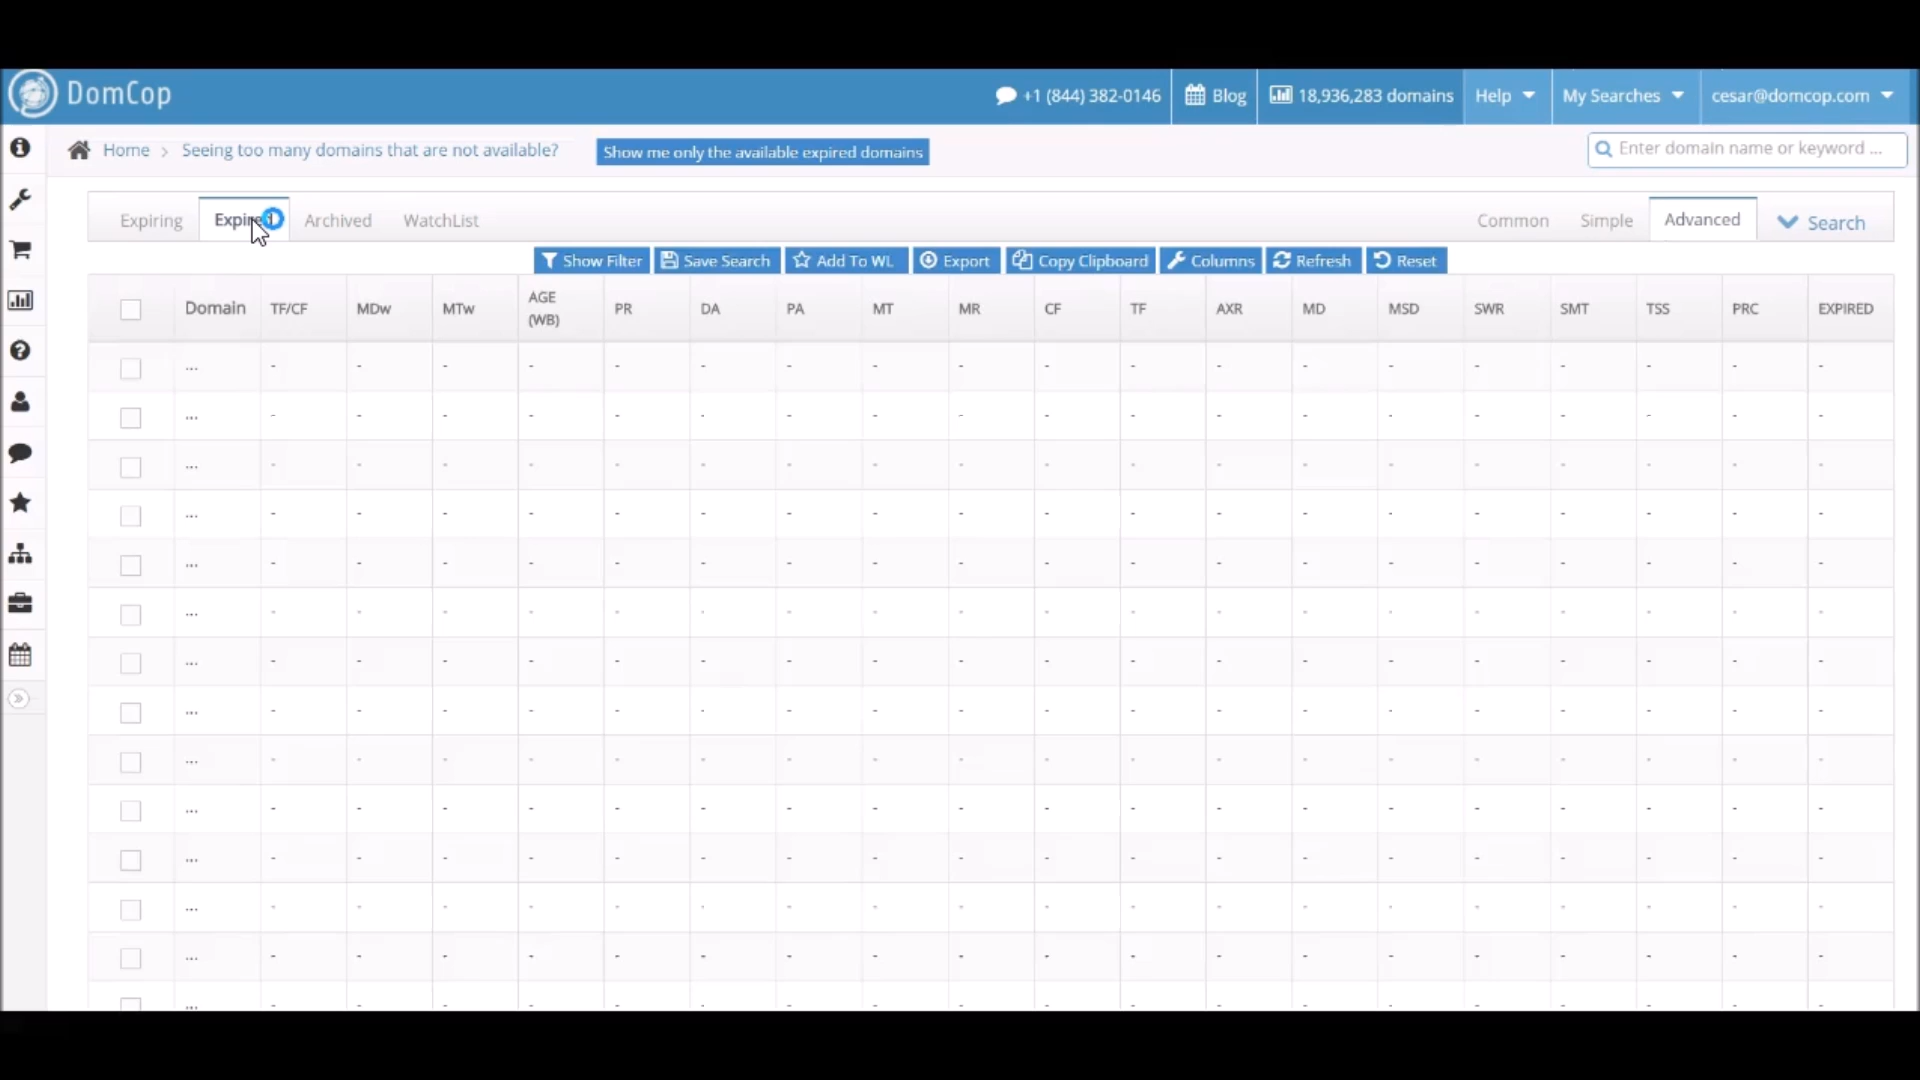 DomCop
+1 (844) 382-0146
Blog
18,936,283 domains
Help
My Searches
cesar@domcop.com
Home > Seeing too many domains that are not available?
Show me only the available expired domains
Enter domain name or keyword ...
Expiring
Expired
Archived
WatchList
Common
Simple
Advanced
Search
Show Filter
Save Search
Add To WL
Export
Copy Clipboard
Columns
Refresh
Reset
Domain TF/CF MDw MTw AGE (WB) PR DA PA MT MR CF TF AXR MD MSD SWR SMT TSS PRC EXPIRED
... - - - - - - - - - - - - - - - - - - -
... - - - - - - - - - - - - - - - - - - -
... - - - - - - - - - - - - - - - - - - -
... - - - - - - - - - - - - - - - - - - -
... - - - - - - - - - - - - - - - - - - -
... - - - - - - - - - - - - - - - - - - -
... - - - - - - - - - - - - - - - - - - -
... - - - - - - - - - - - - - - - - - - -
... - - - - - - - - - - - - - - - - - - -
... - - - - - - - - - - - - - - - - - - -
... - - - - - - - - - - - - - - - - - - -
... - - - - - - - - - - - - - - - - - - -
... - - - - - - - - - - - - - - - - - - -
... - - - - - - - - - - - - - - - - - - -